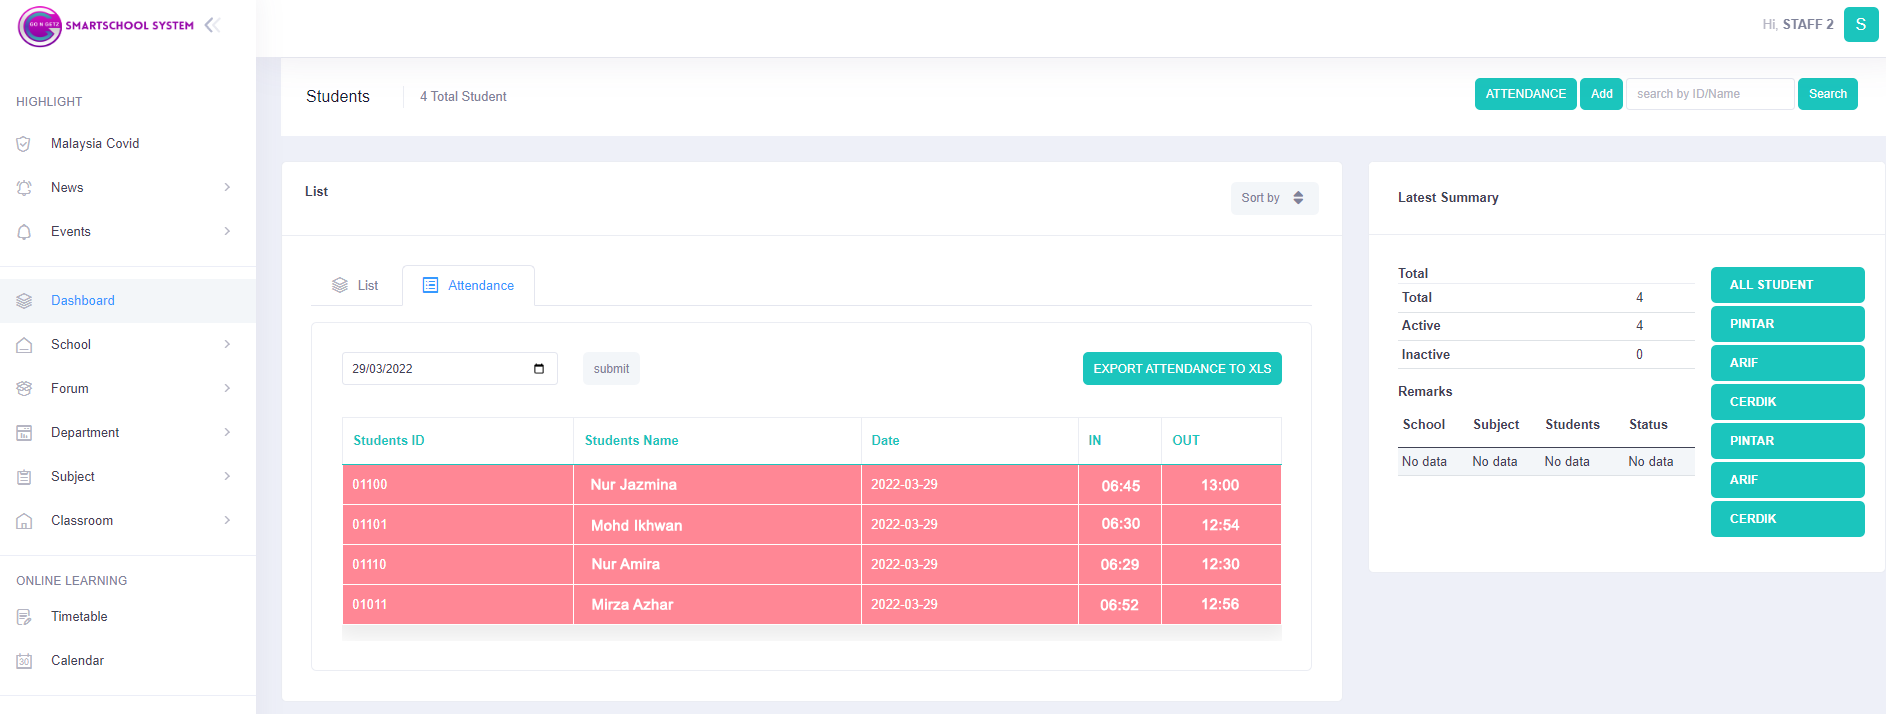 GO N GETZ
SMARTSCHOOL SYSTEM
Hi, STAFF 2 S
HIGHLIGHT
Malaysia Covid
News
Events
Dashboard
School
Forum
Department
Subject
Classroom
ONLINE LEARNING
Timetable
30 Calendar
Students 4 Total Student ATTENDANCE Add search by ID/Name Search
List Sort by
List Attendance
29/03/2022 submit EXPORT ATTENDANCE TO XLS
Students ID Students Name Date IN OUT
01100 Nur Jazmina 2022-03-29 06:45 13:00
01101 Mohd Ikhwan 2022-03-29 06:30 12:54
01110 Nur Amira 2022-03-29 06:29 12:30
01011 Mirza Azhar 2022-03-29 06:52 12:56
Latest Summary
Total
Total 4
Active 4
Inactive 0
Remarks
School Subject Students Status
No data No data No data No data
ALL STUDENT
PINTAR
ARIF
CERDIK
PINTAR
ARIF
CERDIK